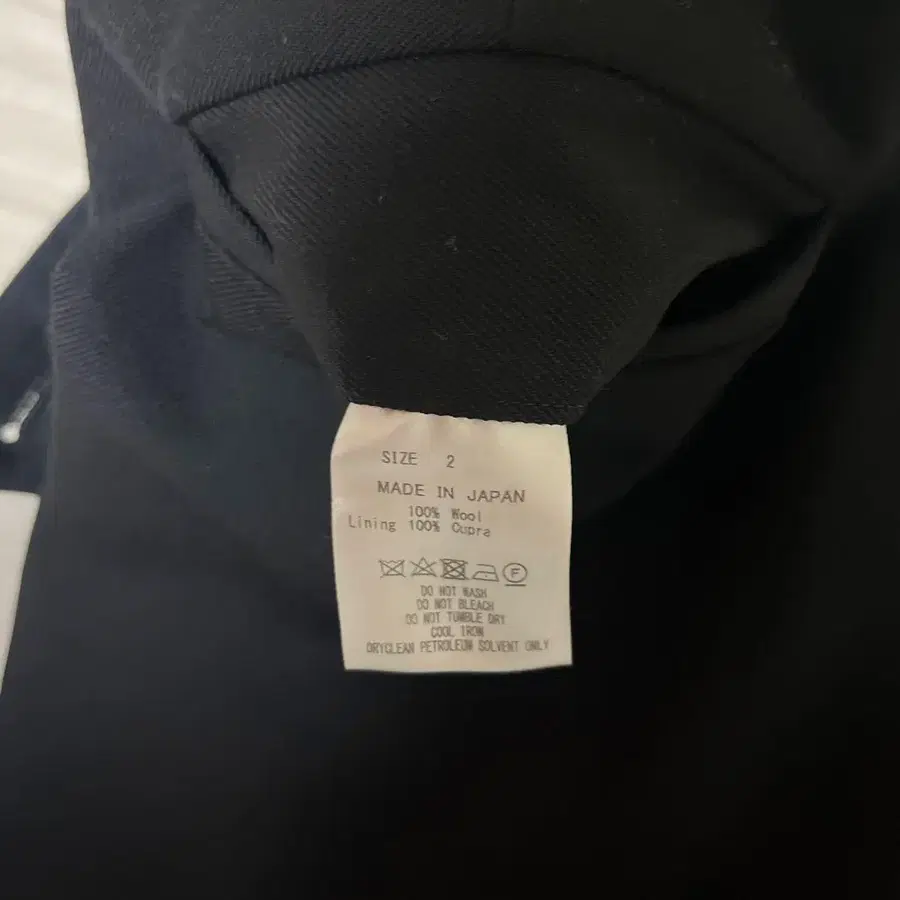 SIZE 2
MADE IN JAPAN
100% Wool
Lining 100% Cupra
F
DO NOT WASH
DO NOT BLEACH
DO NOT TUMBLE DRY
COOL IRON
DRYCLEAN PETROLEUM SOLVENT ONLY